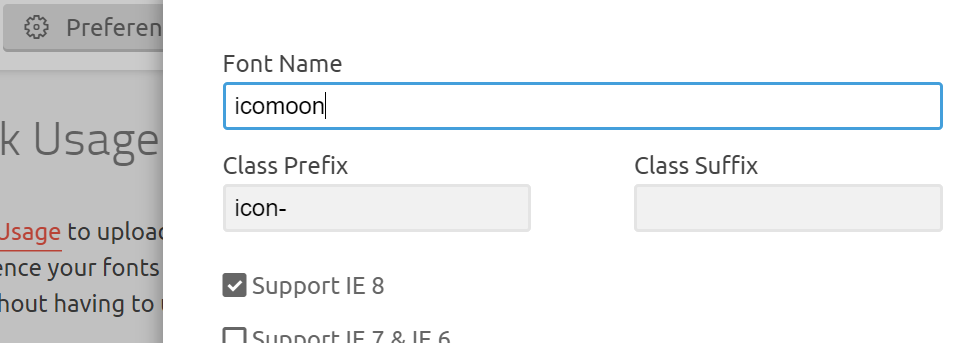 Preferen
Font Name
icomoon
k Usage
Class Prefix
Class Suffix
icon-
Usage to upload
ence your fonts
Support IE 8
hout having to
Support IE 7 & IE 6